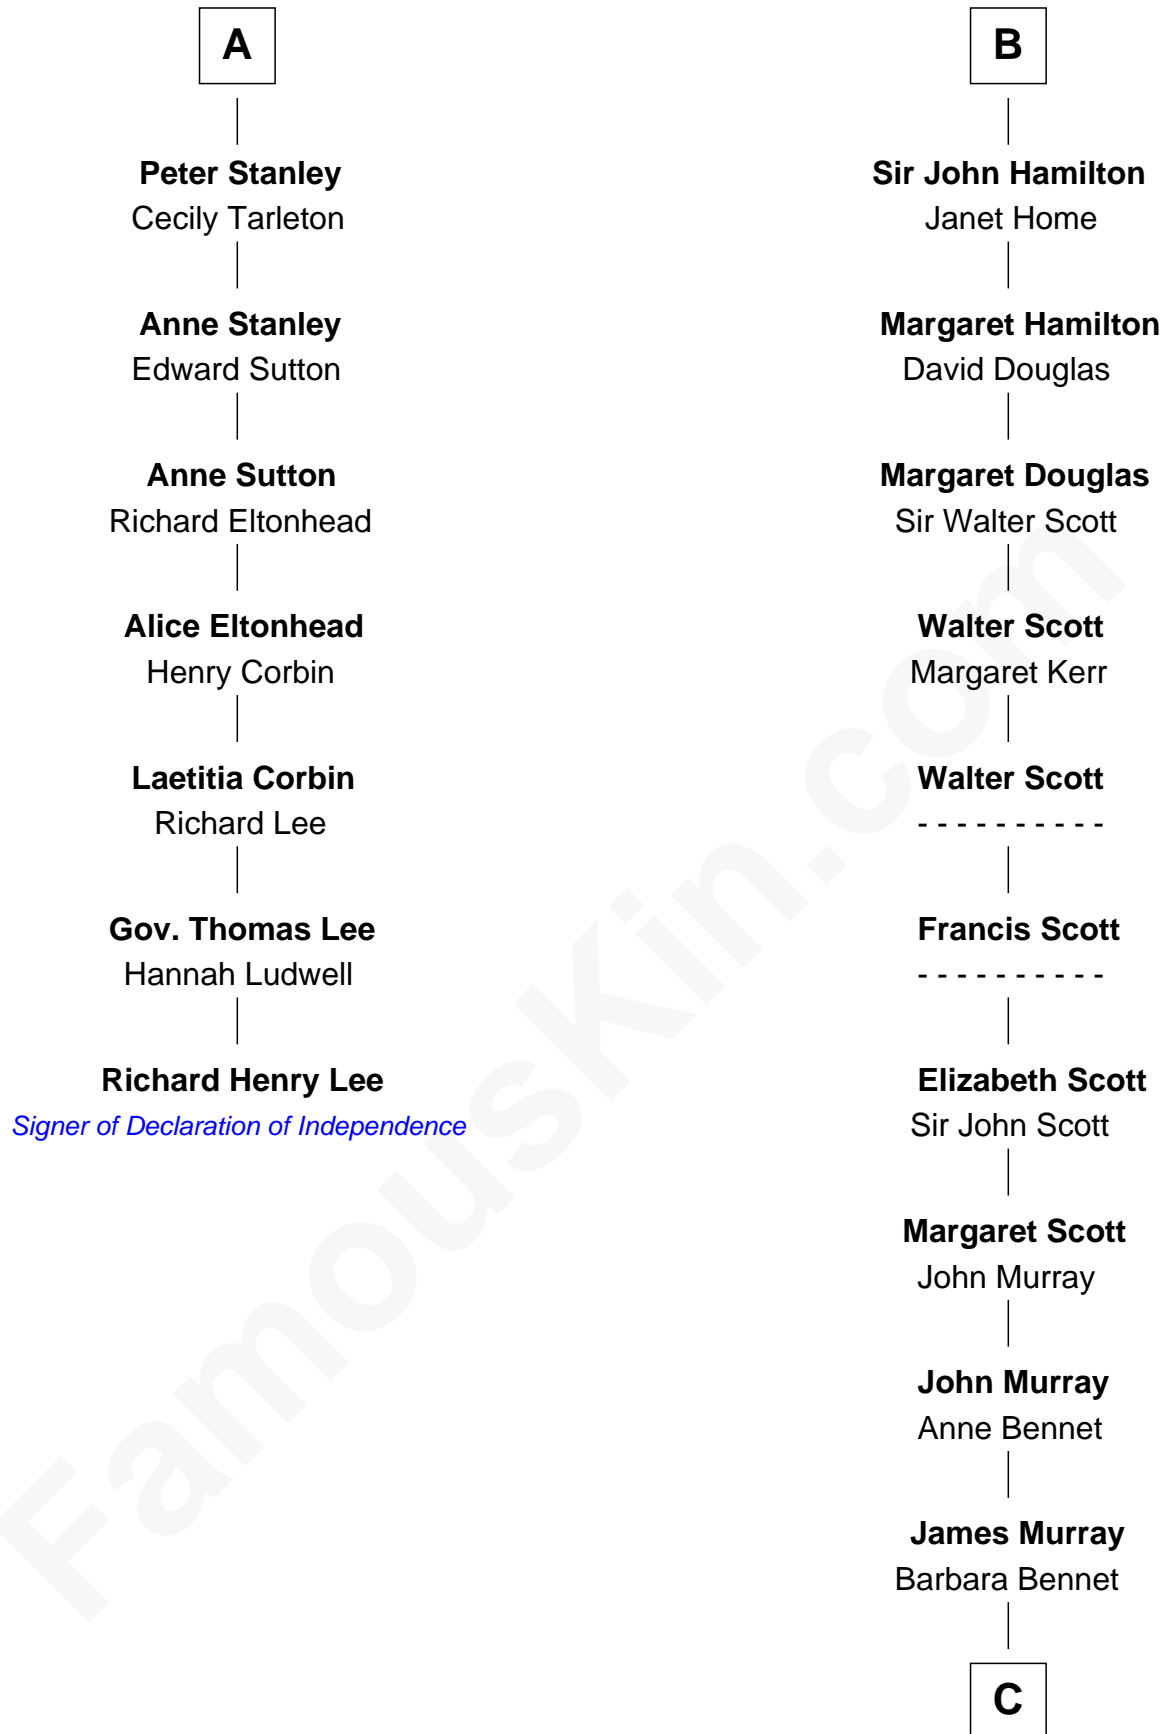 A
Peter Stanley
Cecily Tarleton
Anne Stanley
Edward Sutton
Anne Sutton
Richard Eltonhead
Alice Eltonhead
Henry Corbin
Laetitia Corbin
Richard Lee
Gov. Thomas Lee
Hannah Ludwell
Richard Henry Lee
Signer of Declaration of Independence
B
Sir John Hamilton
Janet Home
Margaret Hamilton
David Douglas
Margaret Douglas
Sir Walter Scott
Walter Scott
Margaret Kerr
Walter Scott
- - - - - - - - - -
Francis Scott
- - - - - - - - - -
Elizabeth Scott
Sir John Scott
Margaret Scott
John Murray
John Murray
Anne Bennet
James Murray
Barbara Bennet
C
FamousKin.com